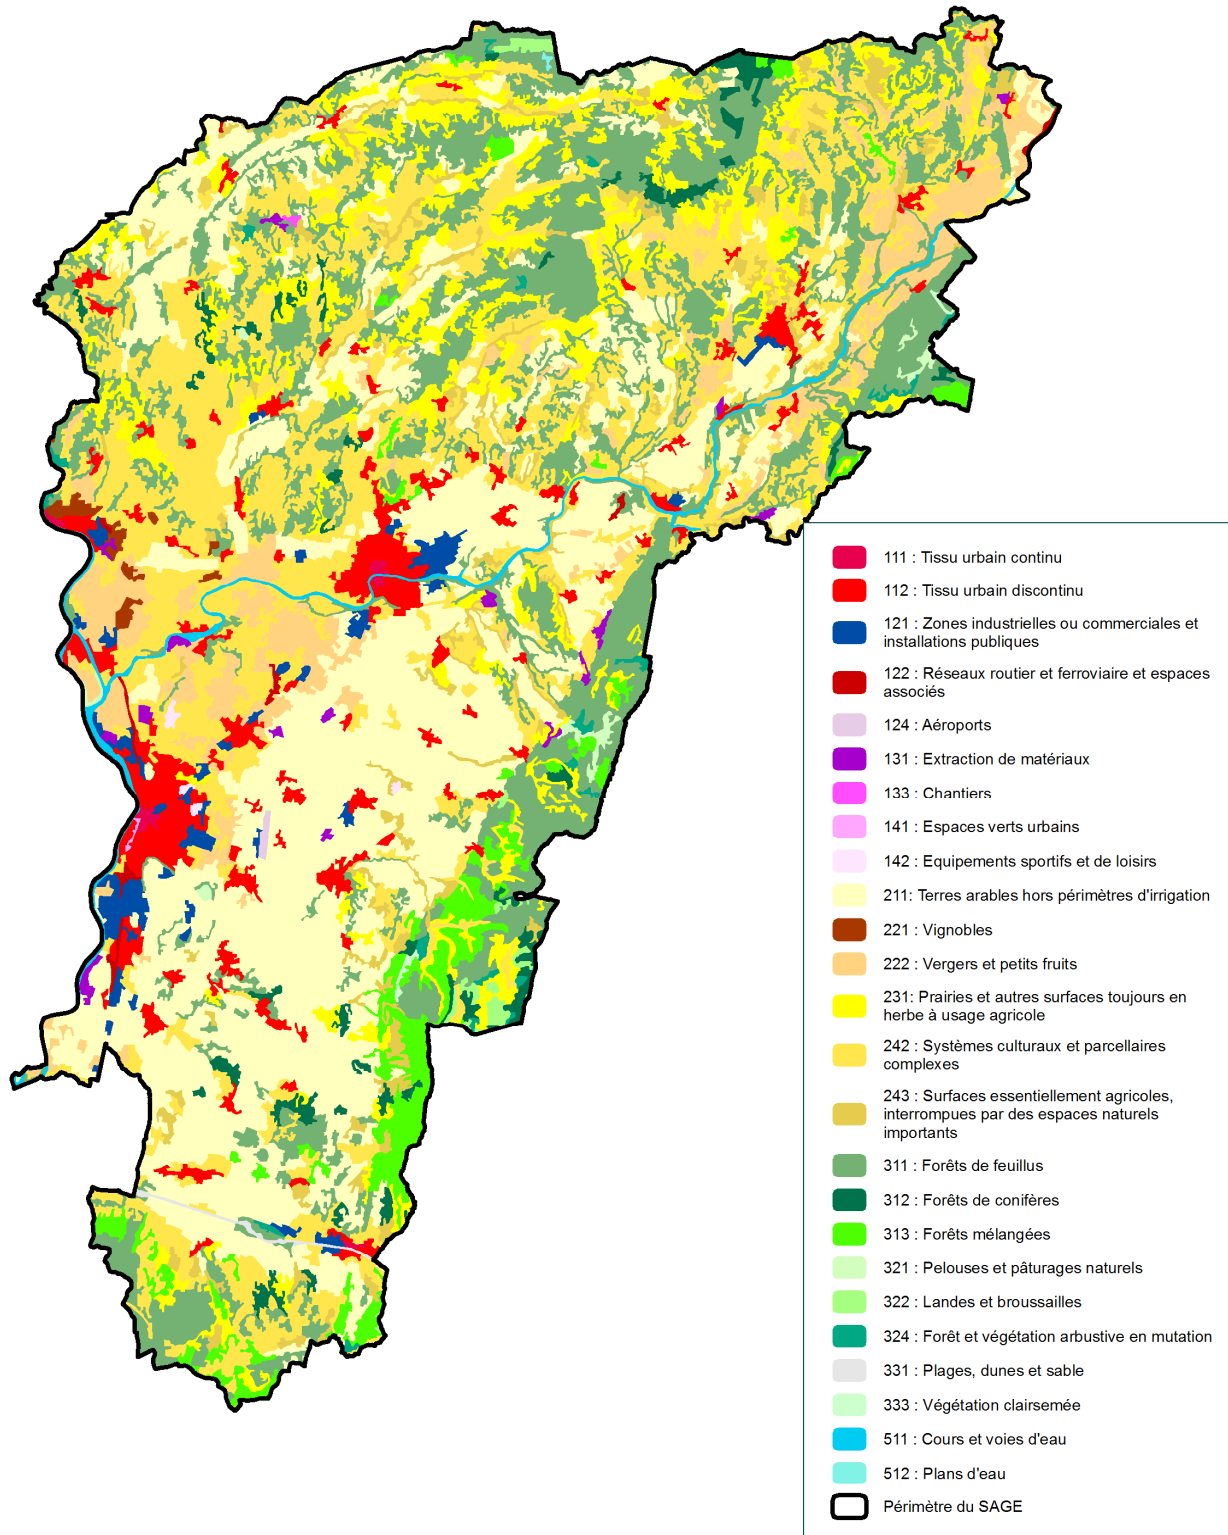 111 : Tissu urbain continu
112 : Tissu urbain discontinu
121 : Zones industrielles ou commerciales et
installations publiques
122 : Réseaux routier et ferroviaire et espaces
associés
124 : Aéroports
131 : Extraction de matériaux
133 : Chantiers
141 : Espaces verts urbains
142 : Equipements sportifs et de loisirs
211: Terres arables hors périmètres d'irrigation
221 : Vignobles
222 : Vergers et petits fruits
231: Prairies et autres surfaces toujours en
herbe à usage agricole
242 : Systèmes culturaux et parcellaires
complexes
243 : Surfaces essentiellement agricoles,
interrompues par des espaces naturels
importants
311 : Forêts de feuillus
312 : Forêts de conifères
313 : Forêts mélangées
321 : Pelouses et pâturages naturels
322 : Landes et broussailles
324 : Forêt et végétation arbustive en mutation
331 : Plages, dunes et sable
333 : Végétation clairsemée
511 : Cours et voies d'eau
512 : Plans d'eau
Périmètre du SAGE